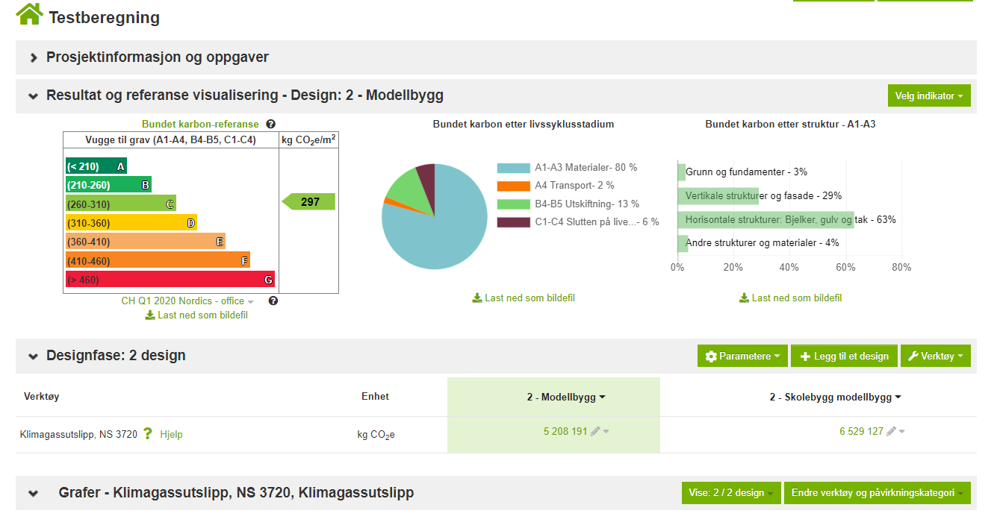 Testberegning
Prosjektinformasjon og oppgaver
Resultat og referanse visualisering - Design: 2 - Modellbygg
Velg indikator
Bundet karbon-referanse ?
Vugge til grav (A1-A4, B4-B5, C1-C4) kg CO2e/m2
(< 210) A
(210-260) B
(260-310) C
297
(310-360) D
(360-410) E
(410-460) F
(> 460) G
CH Q1 2020 Nordics - office ?
Last ned som bildefil
Bundet karbon etter livssyklusstadium
A1-A3 Materialer- 80 %
A4 Transport- 2 %
B4-B5 Utskiftning- 13 %
C1-C4 Slutten på live...- 6 %
Last ned som bildefil
Bundet karbon etter struktur - A1-A3
Grunn og fundamenter - 3%
Vertikale strukturer og fasade - 29%
Horisontale strukturer: Bjelker, gulv og tak - 63%
Andre strukturer og materialer - 4%
0% 20% 40% 60% 80%
Last ned som bildefil
Designfase: 2 design
Parametere
Legg til et design
Verktøy
Verktøy Enhet 2 - Modellbygg 2 - Skolebygg modellbygg
Klimagassutslipp, NS 3720 ? Hjelp kg CO2e 5 208 191 6 529 127
Grafer - Klimagassutslipp, NS 3720, Klimagassutslipp
Vise: 2 / 2 design
Endre verktøy og påvirkningskategori